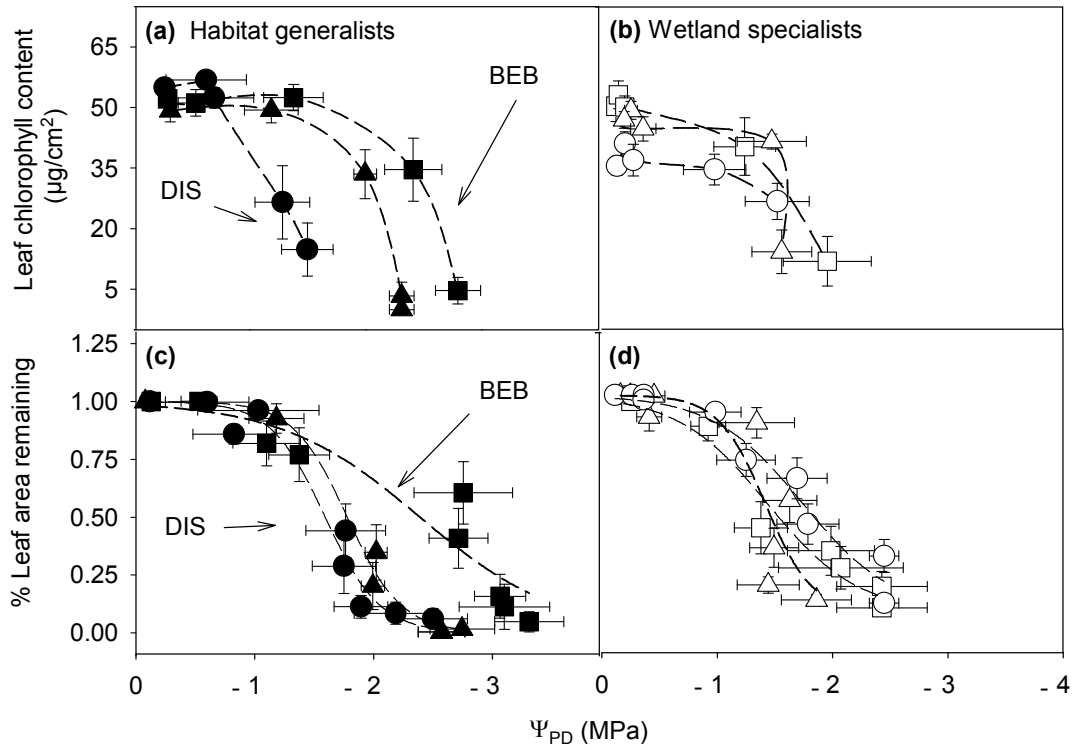 (a) Habitat generalists
(b) Wetland specialists
65
50
35
20
5
Leaf chlorophyll content
(µg/cm²)
BEB
DIS
(c)
(d)
1.25
1.00
0.75
0.50
0.25
0.00
% Leaf area remaining
BEB
DIS
0
- 1
- 2
- 3
0
- 1
- 2
- 3
- 4
ΨPD (MPa)